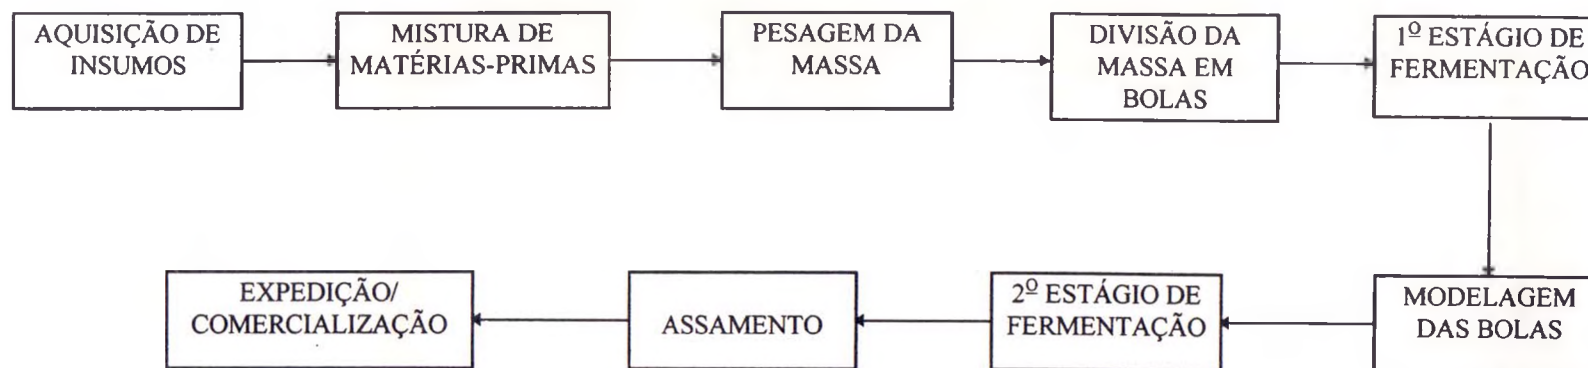 AQUISIÇÃO DE
INSUMOS
MISTURA DE
MATÉRIAS-PRIMAS
PESAGEM DA
MASSA
DIVISÃO DA
MASSA EM
BOLAS
1º ESTÁGIO DE
FERMENTAÇÃO
MODELAGEM
DAS BOLAS
2º ESTÁGIO DE
FERMENTAÇÃO
ASSAMENTO
EXPEDIÇÃO/
COMERCIALIZAÇÃO